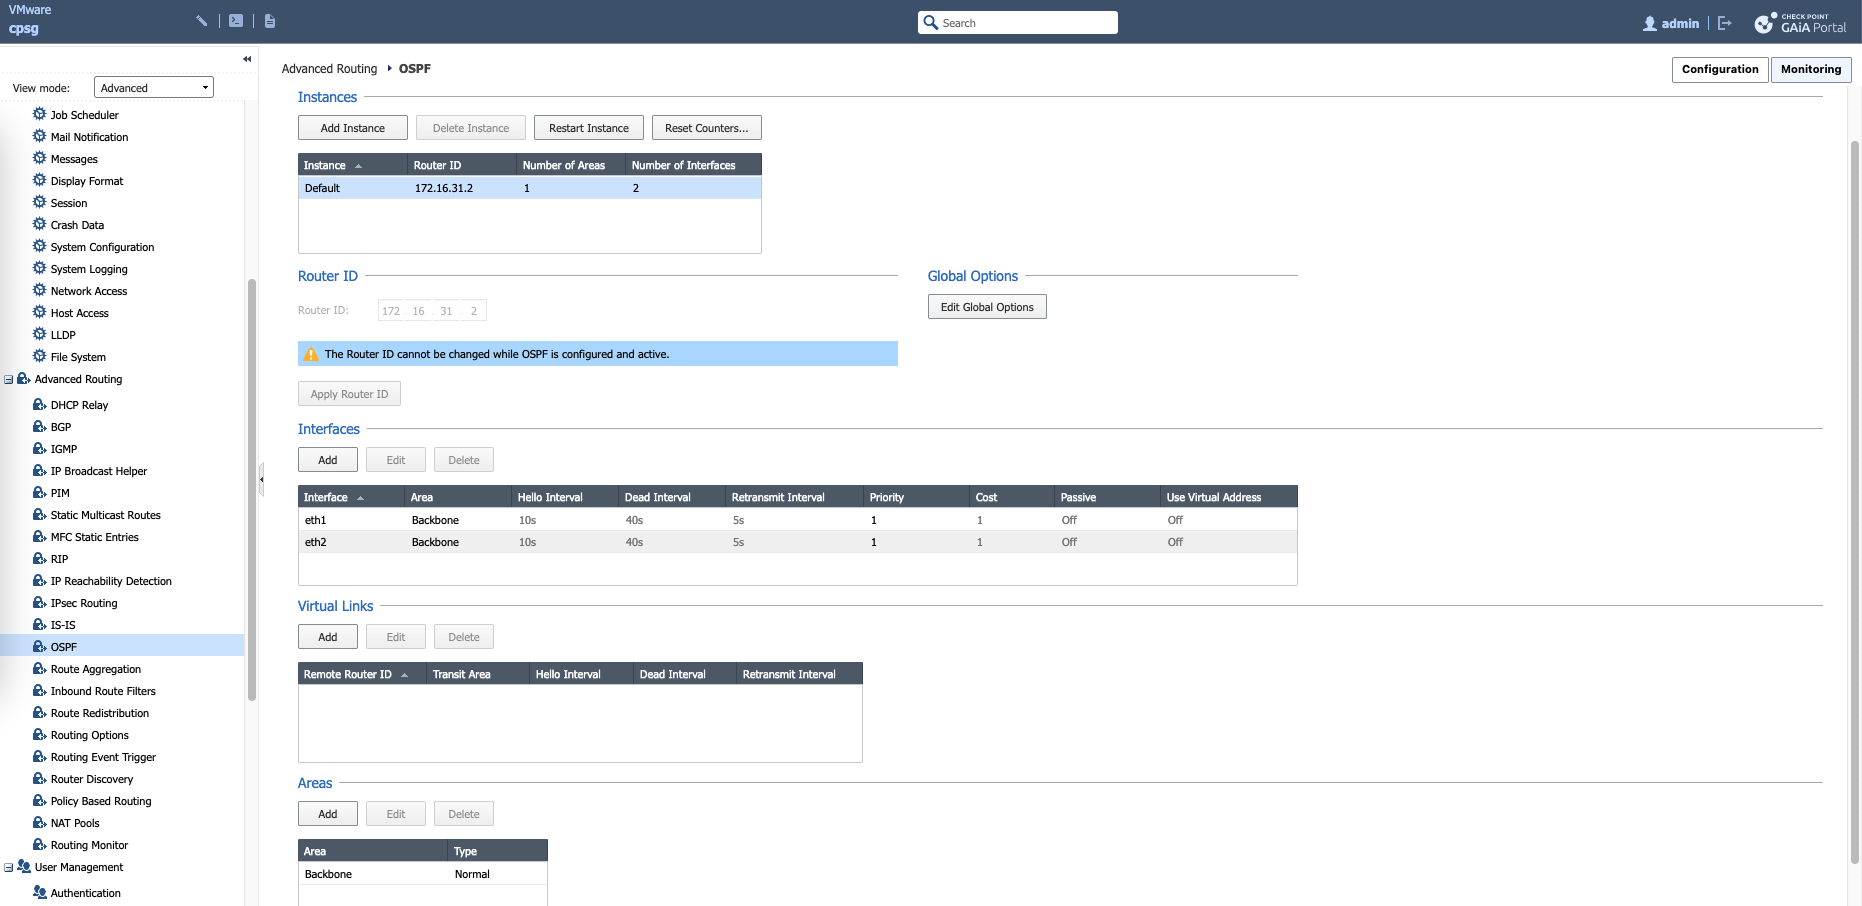 VMware
cpsg
Search
admin
CHECK POINT
GAiA Portal
View mode:
Advanced
Job Scheduler
Mail Notification
Messages
Display Format
Session
Crash Data
System Configuration
System Logging
Network Access
Host Access
LLDP
File System
Advanced Routing
DHCP Relay
BGP
IGMP
IP Broadcast Helper
PIM
Static Multicast Routes
MFC Static Entries
RIP
IP Reachability Detection
IPsec Routing
IS-IS
OSPF
Route Aggregation
Inbound Route Filters
Route Redistribution
Routing Options
Routing Event Trigger
Router Discovery
Policy Based Routing
NAT Pools
Routing Monitor
User Management
Authentication
Advanced Routing OSPF
Configuration Monitoring
Instances
Add Instance Delete Instance Restart Instance Reset Counters...
Instance Router ID Number of Areas Number of Interfaces
Default 172.16.31.2 1 2
Router ID
Router ID: 172 . 16 . 31 . 2
The Router ID cannot be changed while OSPF is configured and active.
Apply Router ID
Global Options
Edit Global Options
Interfaces
Add Edit Delete
Interface Area Hello Interval Dead Interval Retransmit Interval Priority Cost Passive Use Virtual Address
eth1 Backbone 10s 40s 5s 1 1 Off Off
eth2 Backbone 10s 40s 5s 1 1 Off Off
Virtual Links
Add Edit Delete
Remote Router ID Transit Area Hello Interval Dead Interval Retransmit Interval
Areas
Add Edit Delete
Area Type
Backbone Normal